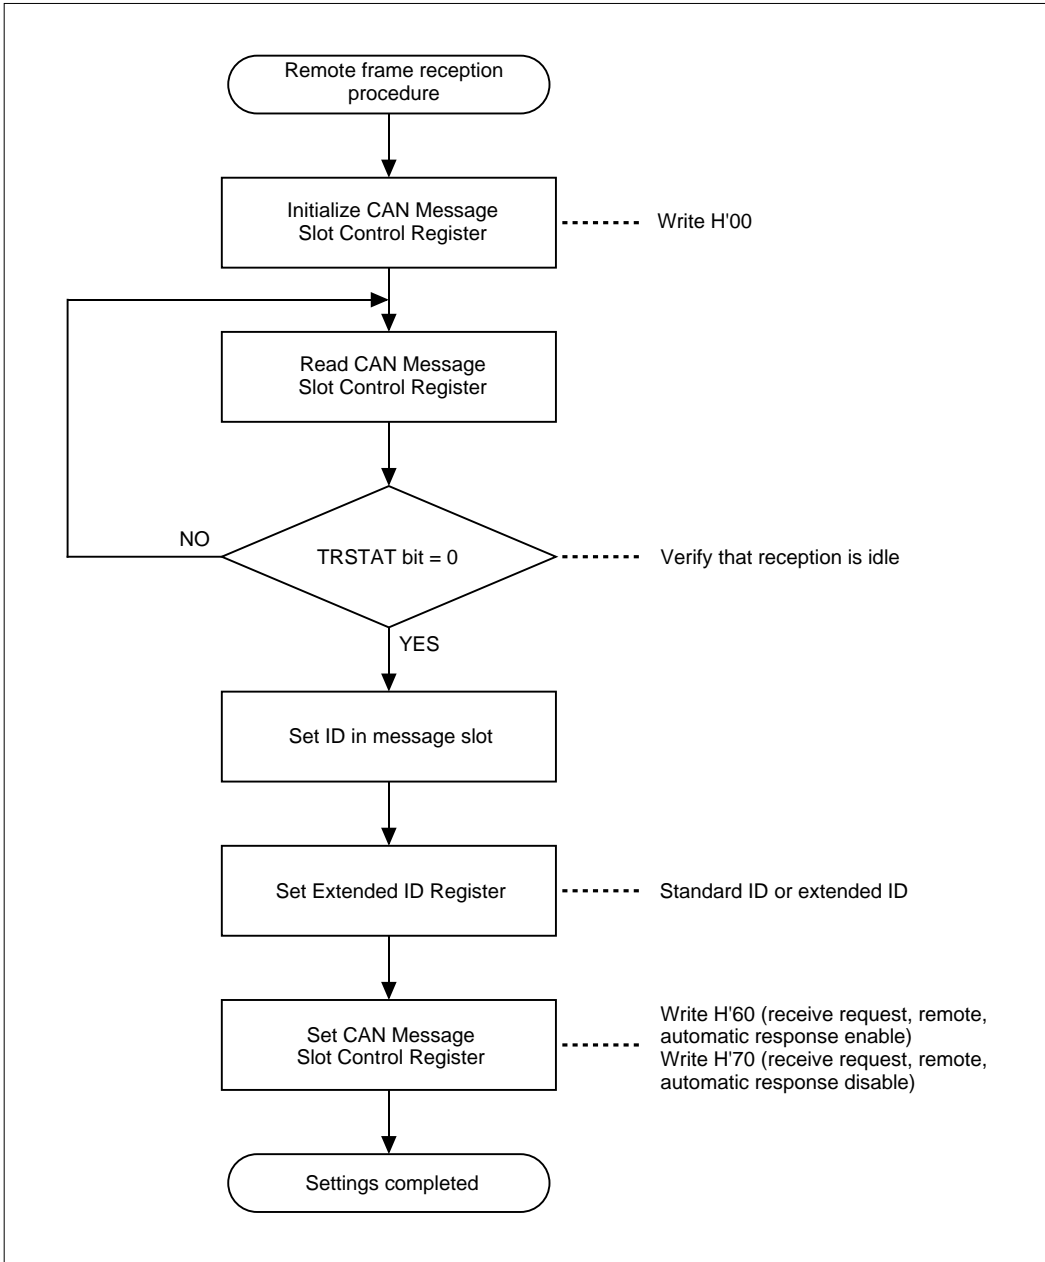 Remote frame reception
procedure
Initialize CAN Message
Slot Control Register
Write H'00
Read CAN Message
Slot Control Register
NO
TRSTAT bit = 0
Verify that reception is idle
YES
Set ID in message slot
Set Extended ID Register
Standard ID or extended ID
Set CAN Message
Slot Control Register
Write H'60 (receive request, remote,
automatic response enable)
Write H'70 (receive request, remote,
automatic response disable)
Settings completed